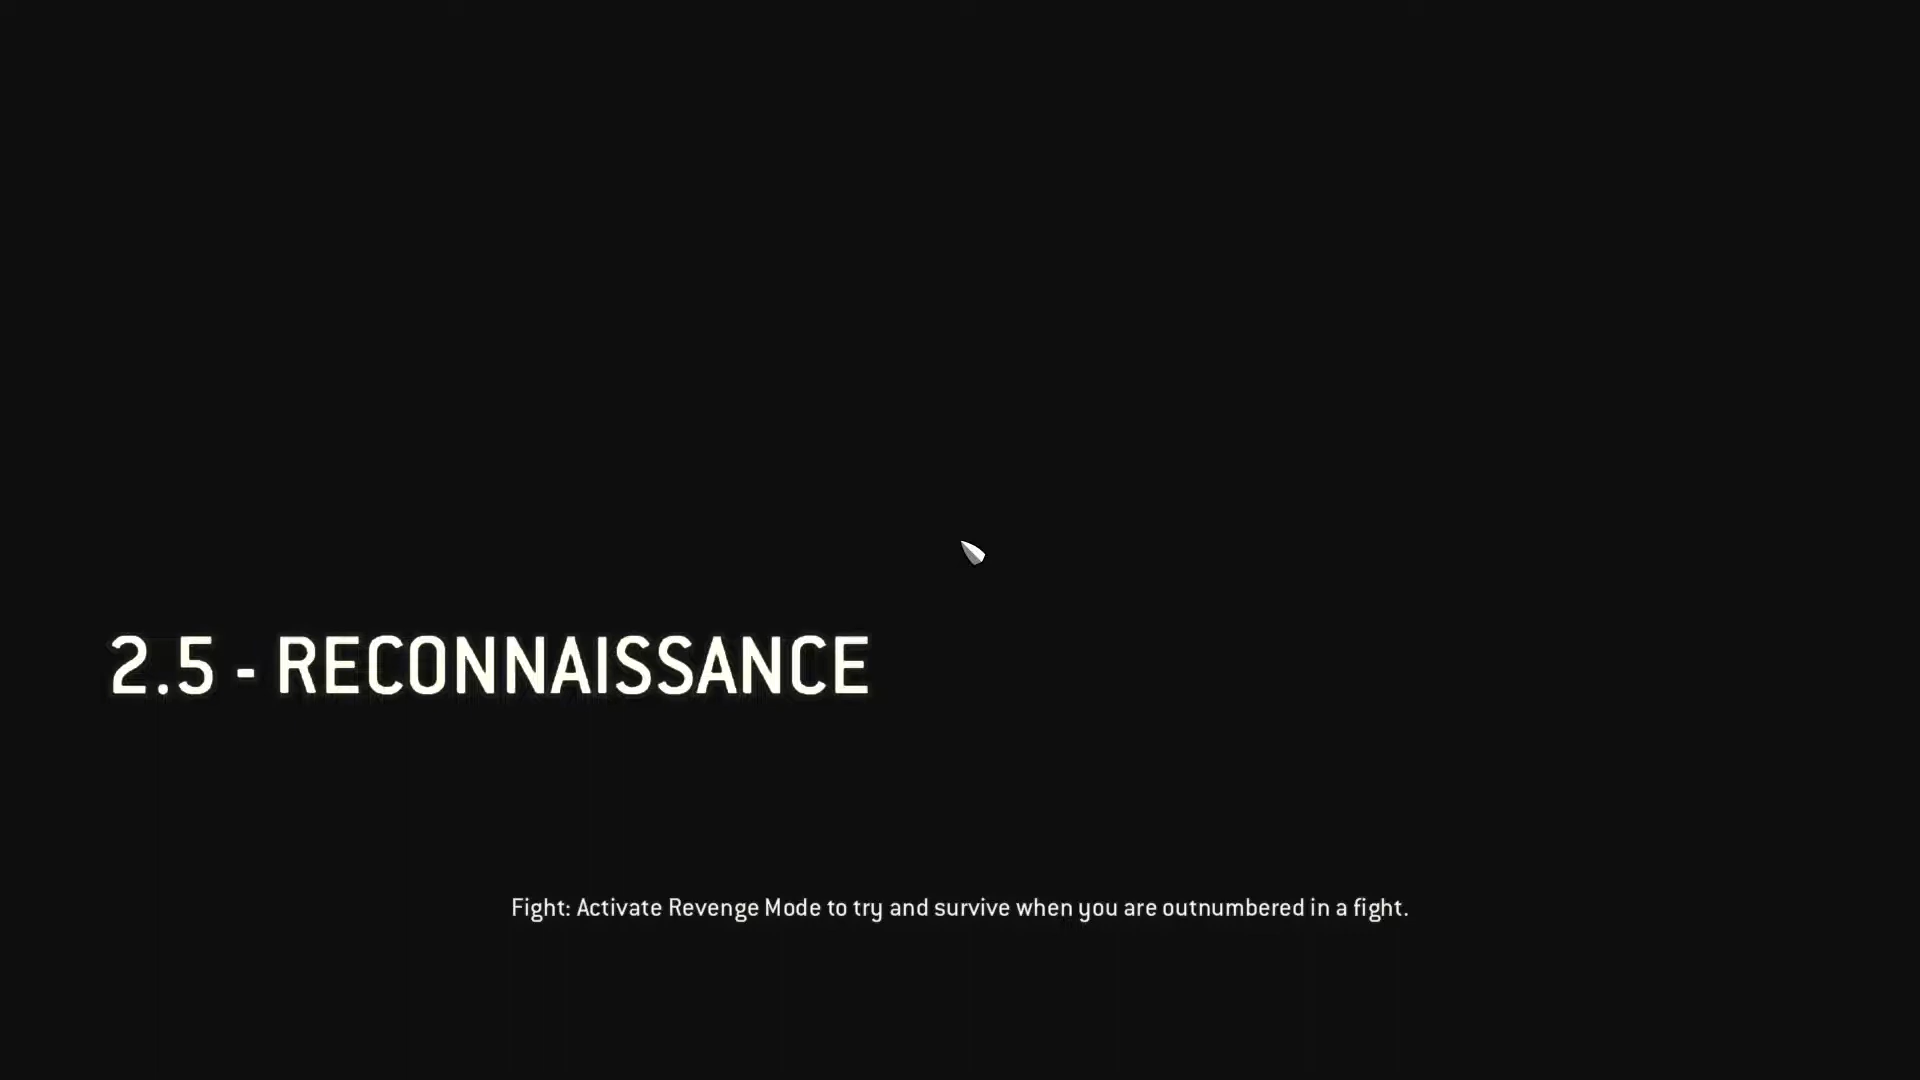 2.5 - RECONNAISSANCE
Fight: Activate Revenge Mode to try and survive when you are outnumbered in a fight.